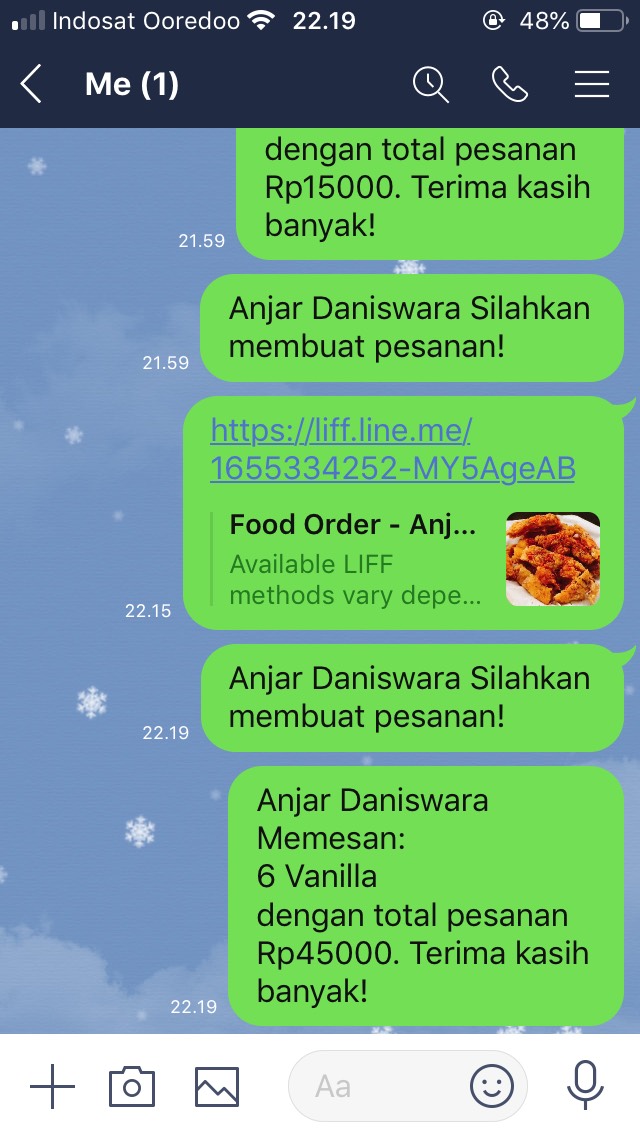 Indosat Ooredoo 22.19 48%
Me (1)
dengan total pesanan
Rp15000. Terima kasih
banyak!
21.59
Anjar Daniswara Silahkan
membuat pesanan!
21.59
https://liff.line.me/
1655334252-MY5AgeAB
Food Order - Anj...
Available LIFF
methods vary depe...
22.15
Anjar Daniswara Silahkan
membuat pesanan!
22.19
Anjar Daniswara
Memesan:
6 Vanilla
dengan total pesanan
Rp45000. Terima kasih
banyak!
22.19
Aa